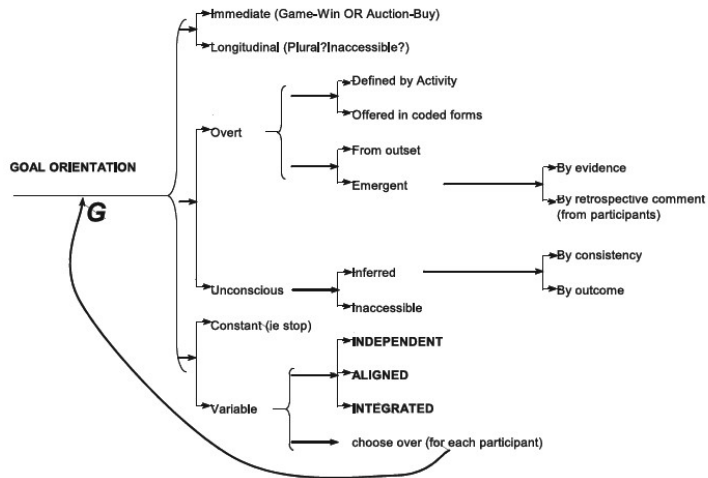 Immediate (Game-Win OR Auction-Buy)
Longitudinal (Plural?Inaccessible?)
Defined by Activity
Offered in coded forms
Overt
From outset
Emergent
By evidence
By retrospective comment
(from participants)
GOAL ORIENTATION
G
By consistency
Inferred
By outcome
Unconscious
Inaccessible
Constant (ie stop)
INDEPENDENT
ALIGNED
Variable
INTEGRATED
choose over (for each participant)